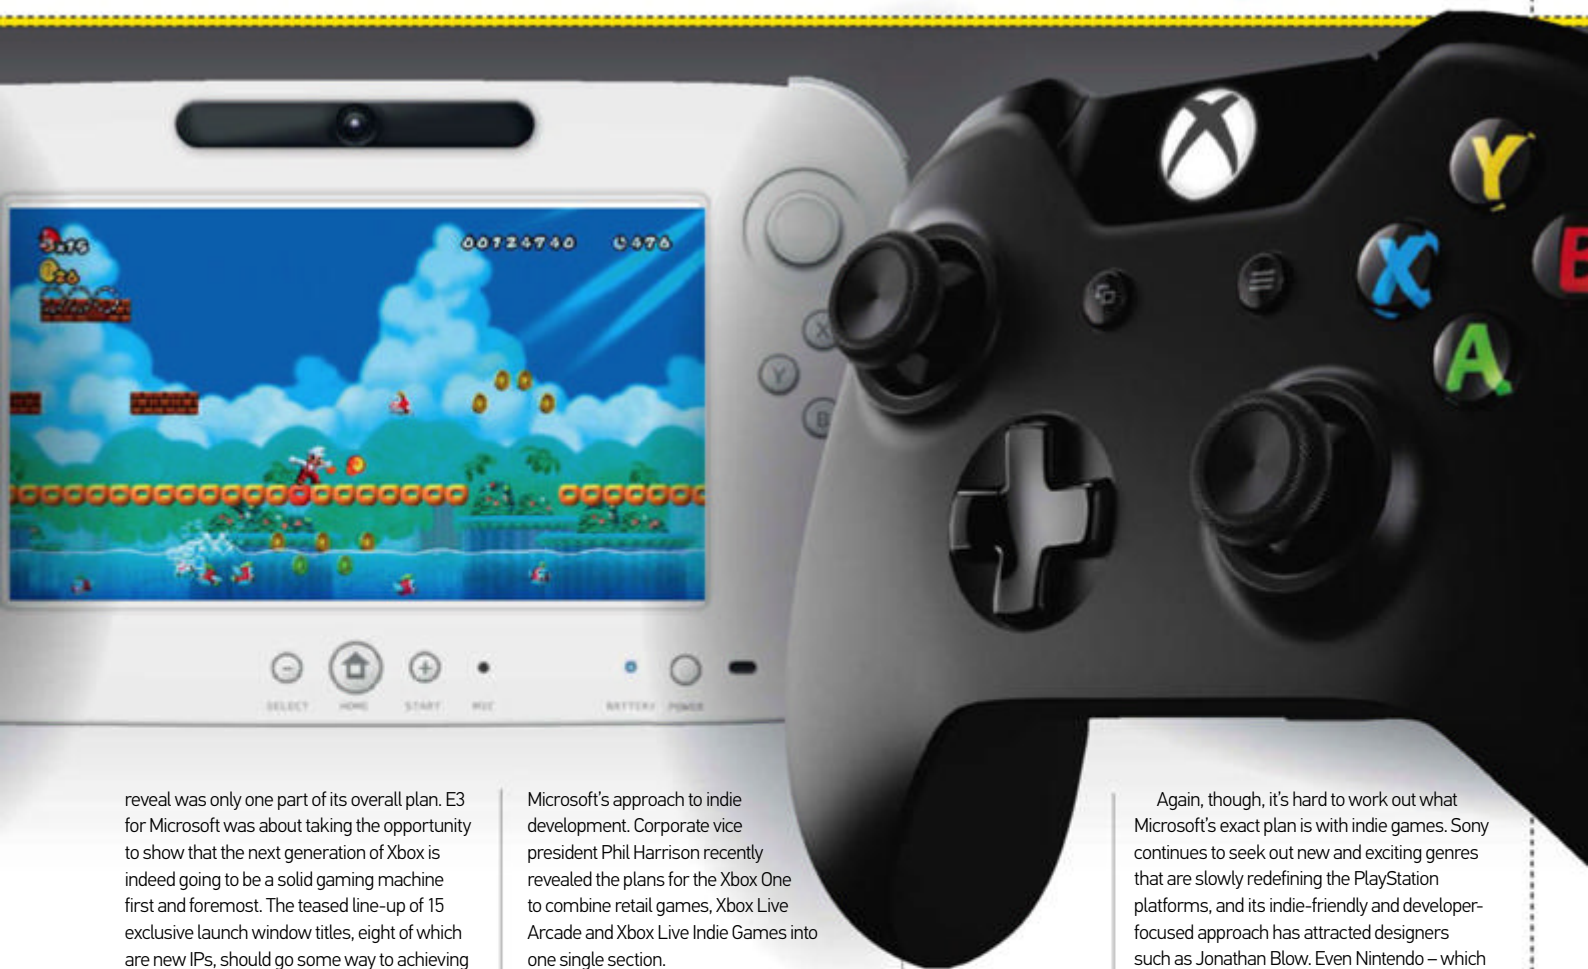 3x15
26
00124740
476
X
Y
B
SELECT
HOME
START
MIC
BATTERY
POWER
Y
X
B
A
reveal was only one part of its overall plan. E3
for Microsoft was about taking the opportunity
to show that the next generation of Xbox is
indeed going to be a solid gaming machine
first and foremost. The teased line-up of 15
exclusive launch window titles, eight of which
are new IPs, should go some way to achieving
Microsoft's approach to indie
development. Corporate vice
president Phil Harrison recently
revealed the plans for the Xbox One
to combine retail games, Xbox Live
Arcade and Xbox Live Indie Games into
one single section.
Again, though, it's hard to work out what
Microsoft's exact plan is with indie games. Sony
continues to seek out new and exciting genres
that are slowly redefining the PlayStation
platforms, and its indie-friendly and developer-
focused approach has attracted designers
such as Jonathan Blow. Even Nintendo – which